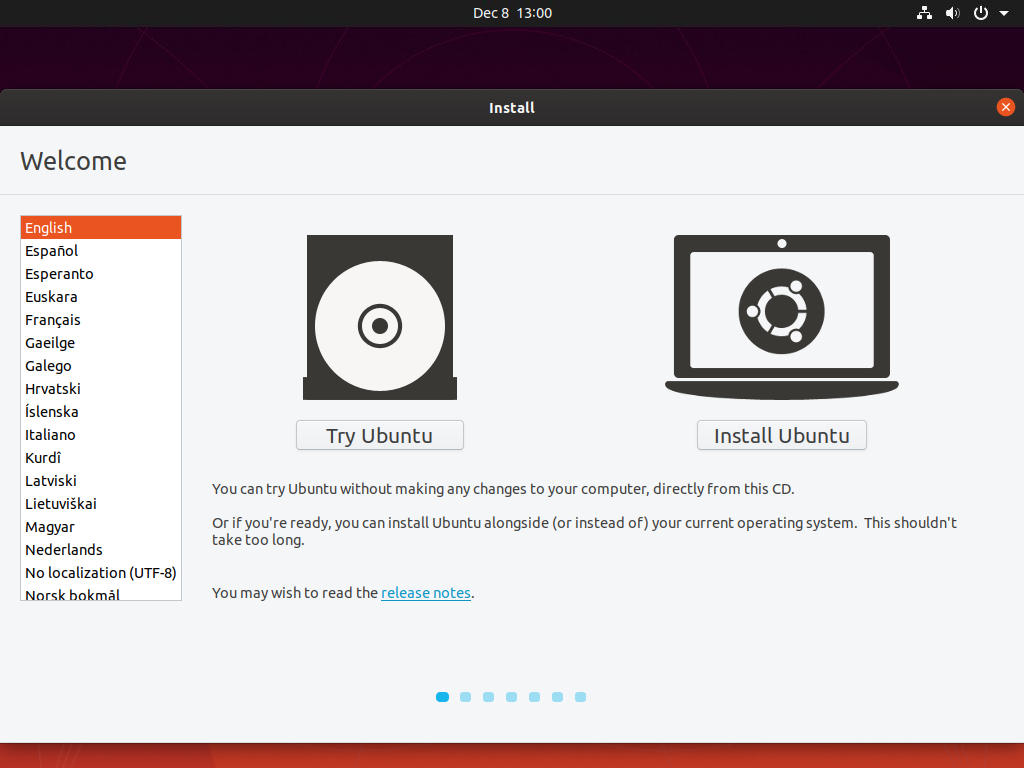 Dec 8  13:00
Install
Welcome
English
Español
Esperanto
Euskara
Français
Gaeilge
Galego
Hrvatski
Íslenska
Italiano
Kurdî
Latviski
Lietuviškai
Magyar
Nederlands
No localization (UTF-8)
Norsk bokmål
Try Ubuntu
Install Ubuntu
You can try Ubuntu without making any changes to your computer, directly from this CD.
Or if you're ready, you can install Ubuntu alongside (or instead of) your current operating system.  This shouldn't
take too long.
You may wish to read the release notes.